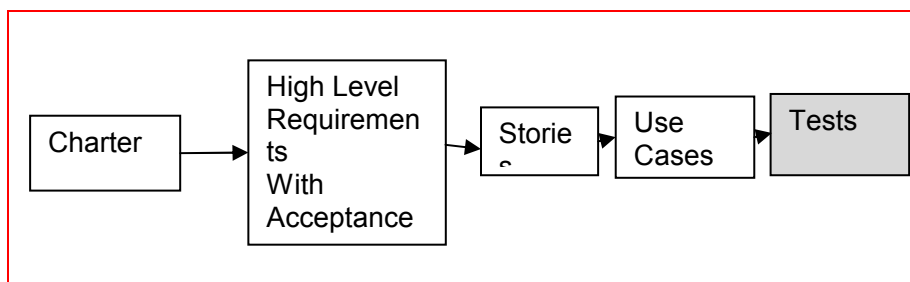 Charter
High Level
Requiremen
ts
With
Acceptance
Storie
s
Use
Cases
Tests